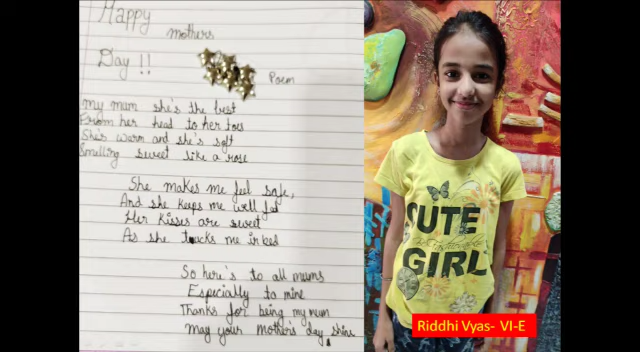 Happy
mothers
Day !!
Poem
my mum she's the best
From her head to her toes
She's warm and she's soft
Smelling sweet like a rose
She makes me feel safe,
And she keeps me well fed
Her kisses are sweet
As she tucks me in bed
So here's to all mums
Especially to mine
Thanks for being my mum
May your mother's day shine
CUTE
GIRL
Riddhi Vyas- VI-E